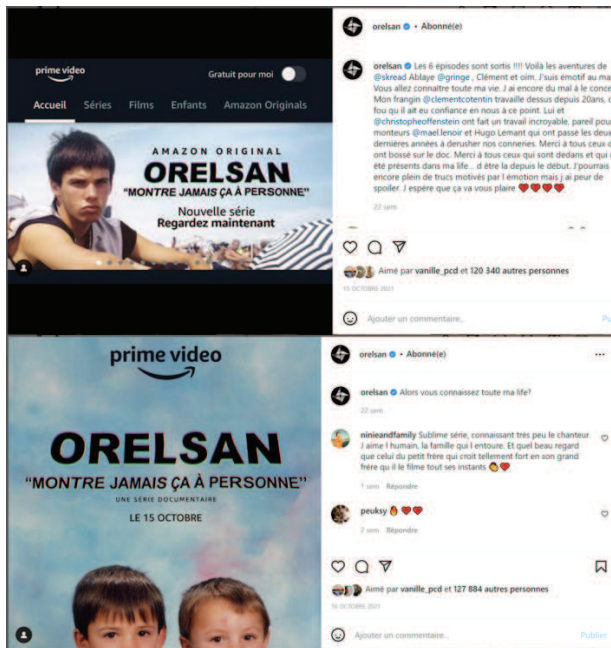 prime video
Gratuit pour moi
Accueil Séries Films Enfants Amazon Originals
AMAZON ORIGINAL
ORELSAN
"MONTRE JAMAIS ÇA À PERSONNE"
Nouvelle série
Regardez maintenant
orelsan • Abonné(e)
orelsan Les 6 épisodes sont sortis !!!! Voilà les aventures de
@skread Ablaye @gringe , Clément et oim. J'suis émotif au ma
Vous allez connaître toute ma vie. J ai encore du mal à le conce
Mon frangin @clementcotentin travaille dessus depuis 20ans, c
fou qu il ait eu confiance en nous à ce point. Lui et
@christopheoffenstein ont fait un travail incroyable, pareil pou
monteurs @mael.lenoir et Hugo Lemant qui ont passé les deux
dernières années à derusher nos conneries. Merci à tous ceux q
ont bossé sur le doc. Merci à tous ceux qui sont dedans et qui o
été présents dans ma vie... d être la depuis le début. J'pourrais
encore plein de trucs motivés par l émotion mais j ai peur de
spoiler. J espère que ça va vous plaire ❤❤❤❤
22 sem
Aimé par vanille_pcd et 120 340 autres personnes
15 OCTOBRE 2021
Ajouter un commentaire...
Pu
prime video
ORELSAN
"MONTRE JAMAIS ÇA À PERSONNE"
UNE SÉRIE DOCUMENTAIRE
LE 15 OCTOBRE
orelsan • Abonné(e)
orelsan Alors vous connaissez toute ma life?
22 sem
ninieandfamily Sublime série, connaissant très peu le chanteur.
J aime l humain, la famille qui l entoure. Et quel beau regard
que celui du petit frère qui croit tellement fort en son grand
frère qu il le filme tout ses instants
1 sem Répondre
peuksy
2 sem Répondre
Aimé par vanille_pcd et 127 884 autres personnes
16 OCTOBRE 2021
Ajouter un commentaire...
Publier